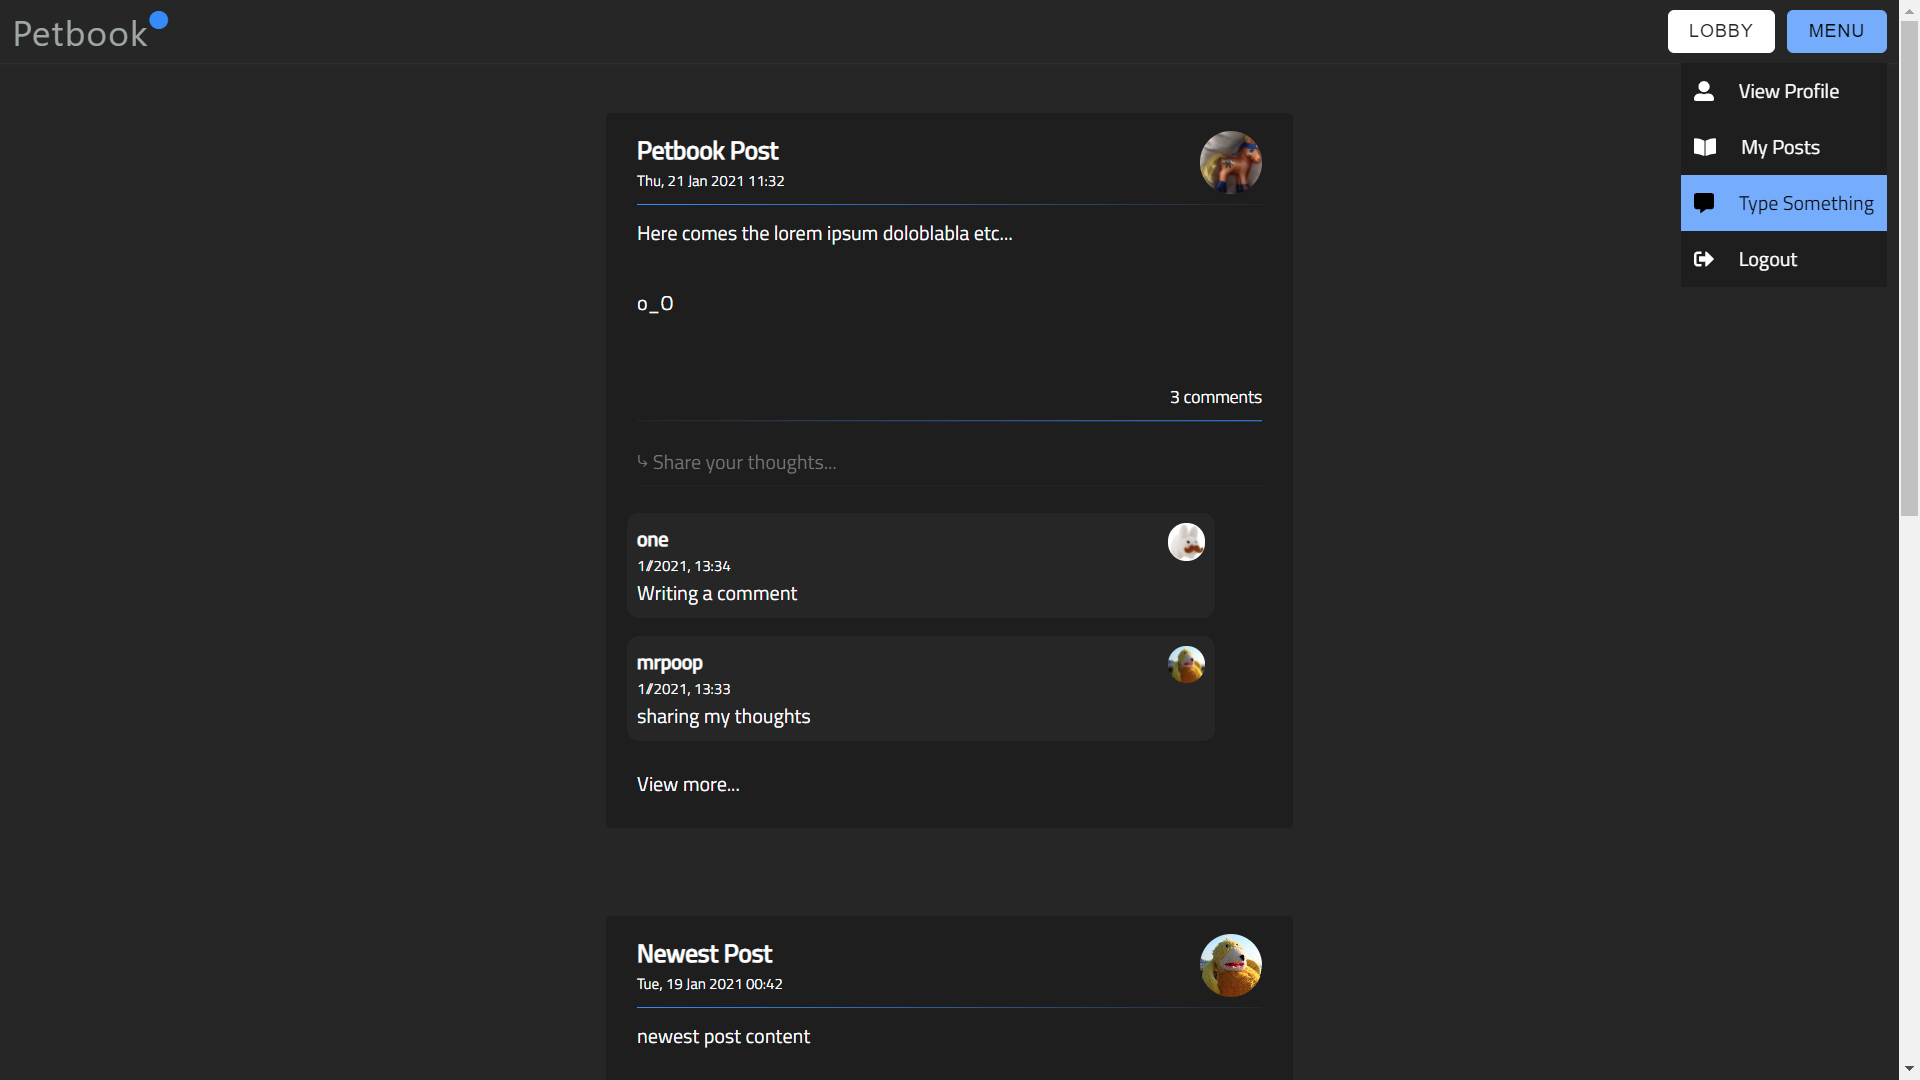 Petbook
LOBBY
MENU
View Profile
My Posts
Type Something
Logout
Petbook Post
Thu, 21 Jan 2021 11:32
Here comes the lorem ipsum doloblabla etc...
o_O
3 comments
⤷ Share your thoughts...
one
1//2021, 13:34
Writing a comment
mrpoop
1//2021, 13:33
sharing my thoughts
View more...
Newest Post
Tue, 19 Jan 2021 00:42
newest post content